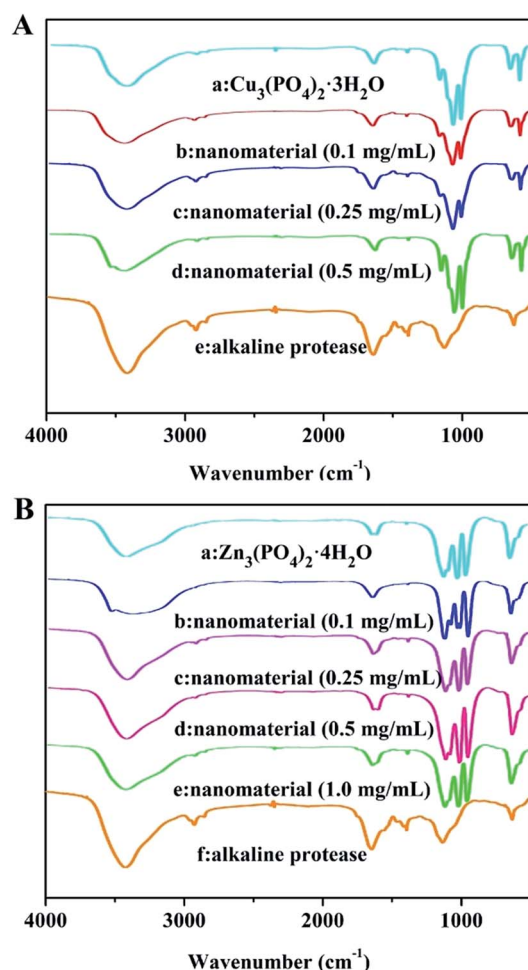 A
a:Cu3(PO4)2·3H2O
b:nanomaterial (0.1 mg/mL)
c:nanomaterial (0.25 mg/mL)
d:nanomaterial (0.5 mg/mL)
e:alkaline protease
4000 3000 2000 1000
Wavenumber (cm-1)
B
a:Zn3(PO4)2·4H2O
b:nanomaterial (0.1 mg/mL)
c:nanomaterial (0.25 mg/mL)
d:nanomaterial (0.5 mg/mL)
e:nanomaterial (1.0 mg/mL)
f:alkaline protease
4000 3000 2000 1000
Wavenumber (cm-1)